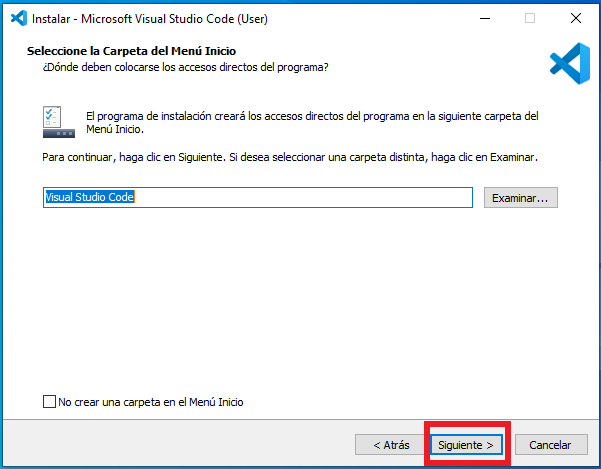 Instalar - Microsoft Visual Studio Code (User)
Seleccione la Carpeta del Menú Inicio
¿Dónde deben colocarse los accesos directos del programa?
El programa de instalación creará los accesos directos del programa en la siguiente carpeta del
Menú Inicio.
Para continuar, haga clic en Siguiente. Si desea seleccionar una carpeta distinta, haga clic en Examinar.
Visual Studio Code
Examinar...
No crear una carpeta en el Menú Inicio
< Atrás
Siguiente >
Cancelar